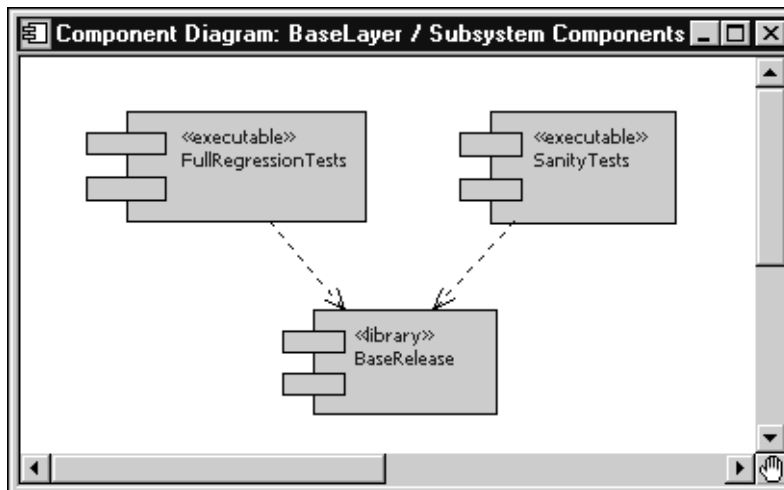 Component Diagram: BaseLayer / Subsystem Components
«executable»
FullRegressionTests
«executable»
SanityTests
«library»
BaseRelease